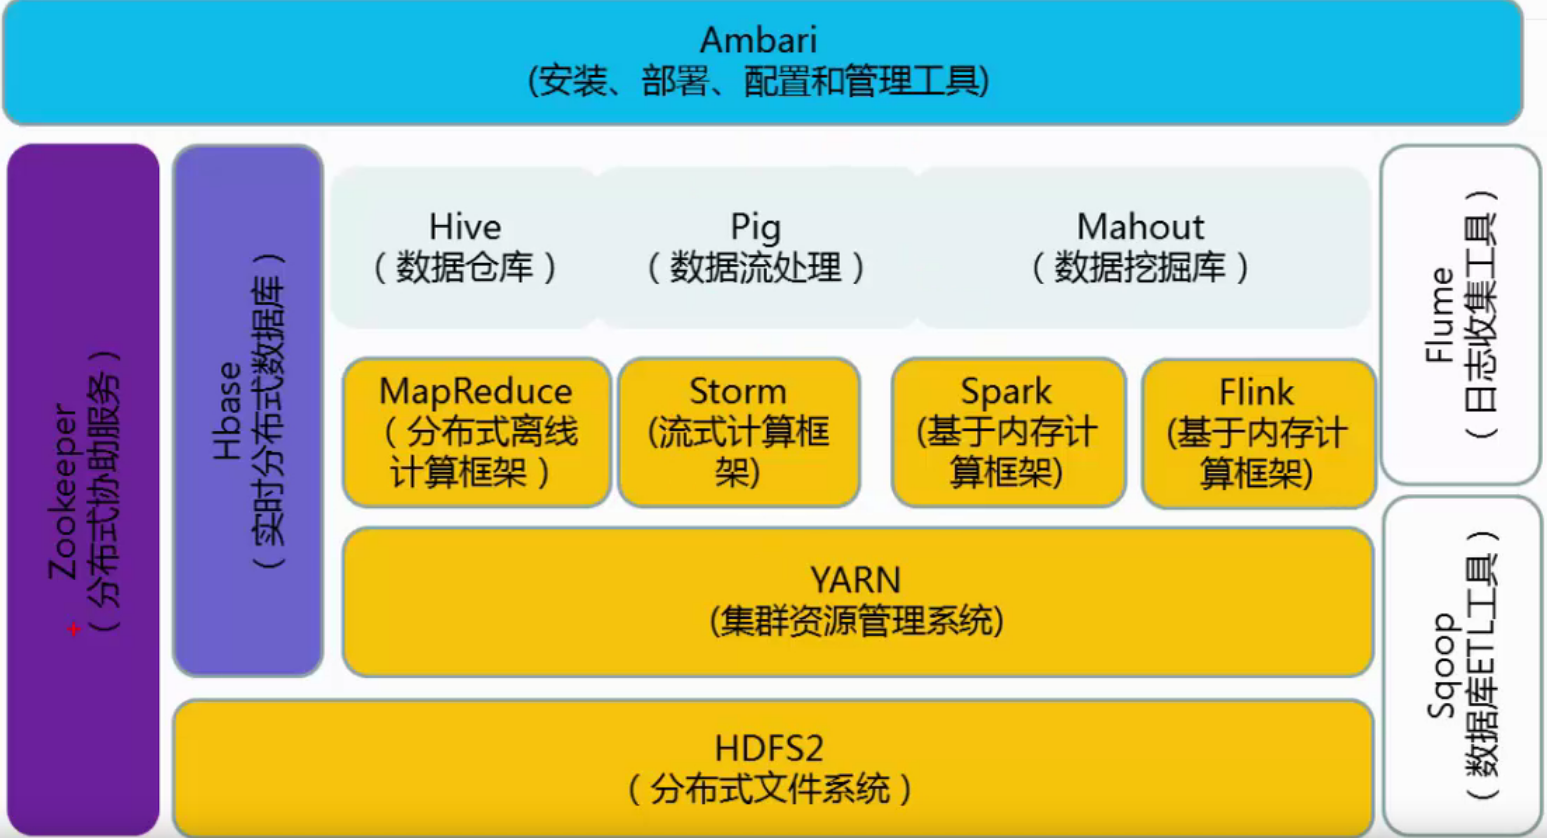 Ambari
(安装、部署、配置和管理工具)
Zookeeper
（分布式协助服务）
Hbase
（实时分布式数据库）
Hive
（数据仓库）
Pig
（数据流处理）
Mahout
（数据挖掘库）
MapReduce
（分布式离线
计算框架）
Storm
(流式计算框
架)
Spark
(基于内存计
算框架)
Flink
(基于内存计
算框架)
YARN
(集群资源管理系统)
HDFS2
（分布式文件系统）
Flume
（日志收集工具）
Sqoop
（数据库ETL工具）